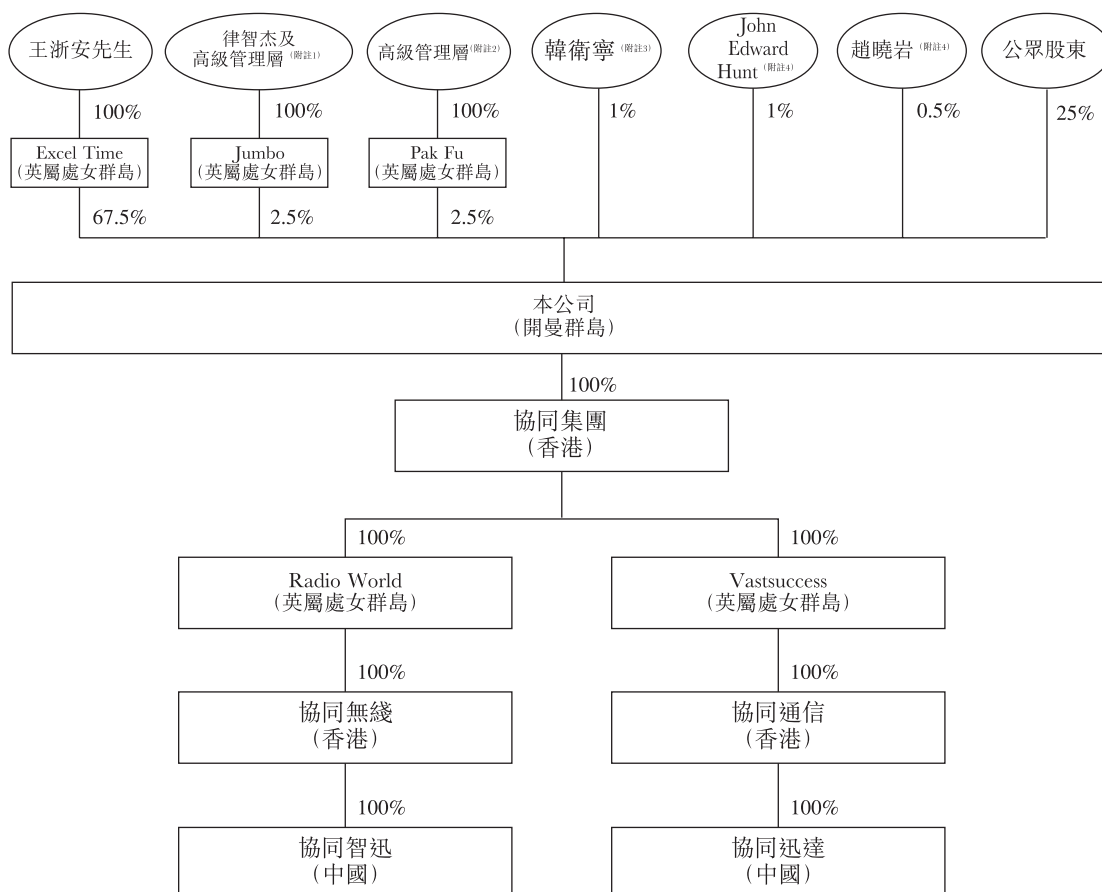 王浙安先生
律智杰及
高級管理層(附註1)
高級管理層(附註2)
韓衛寧(附註3)
John
Edward
Hunt(附註4)
趙曉岩(附註4)
公眾股東
100%
100%
100%
1%
1%
0.5%
25%
Excel Time
(英屬處女群島)
Jumbo
(英屬處女群島)
Pak Fu
(英屬處女群島)
67.5%
2.5%
2.5%
本公司
(開曼群島)
100%
協同集團
(香港)
100%
100%
Radio World
(英屬處女群島)
Vastsuccess
(英屬處女群島)
100%
100%
協同無綫
(香港)
協同通信
(香港)
100%
100%
協同智迅
(中國)
協同迅達
(中國)